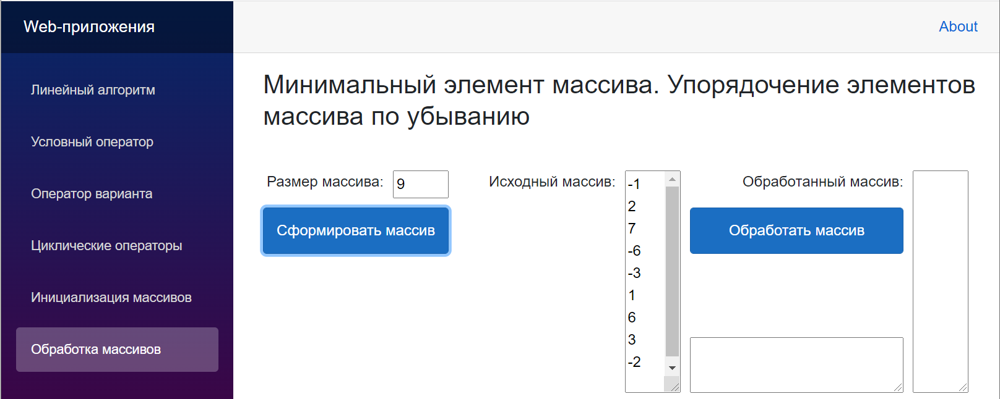 Web-приложения
About
Линейный алгоритм
Условный оператор
Оператор варианта
Циклические операторы
Инициализация массивов
Обработка массивов
Минимальный элемент массива. Упорядочение элементов
массива по убыванию
Размер массива:
9
Сформировать массив
Исходный массив:
-1
2
7
-6
-3
1
6
3
-2
Обработанный массив:
Обработать массив